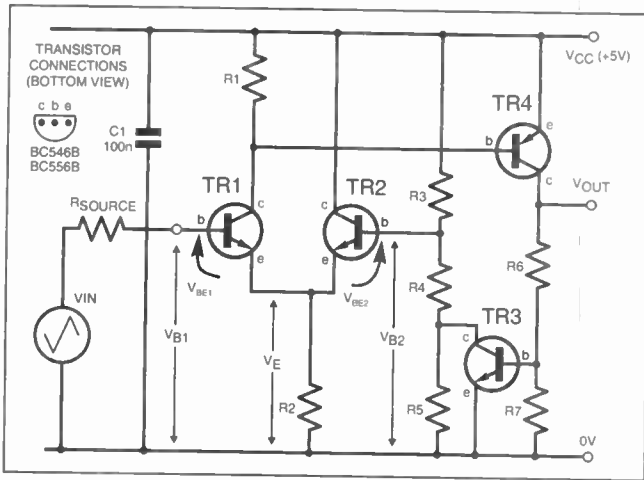 TRANSISTOR
CONNECTIONS
(BOTTOM VIEW)
c b e
BC546B
BC556B
C1
100n
R1
VCC (+5V)
TR4
e
b
c
VOUT
RSOURCE
TR1
TR2
R3
b
c
e
c
b
e
VBE1
VBE2
R4
R6
VIN
VB1
VE
VB2
TR3
c
b
e
R2
R5
R7
0V